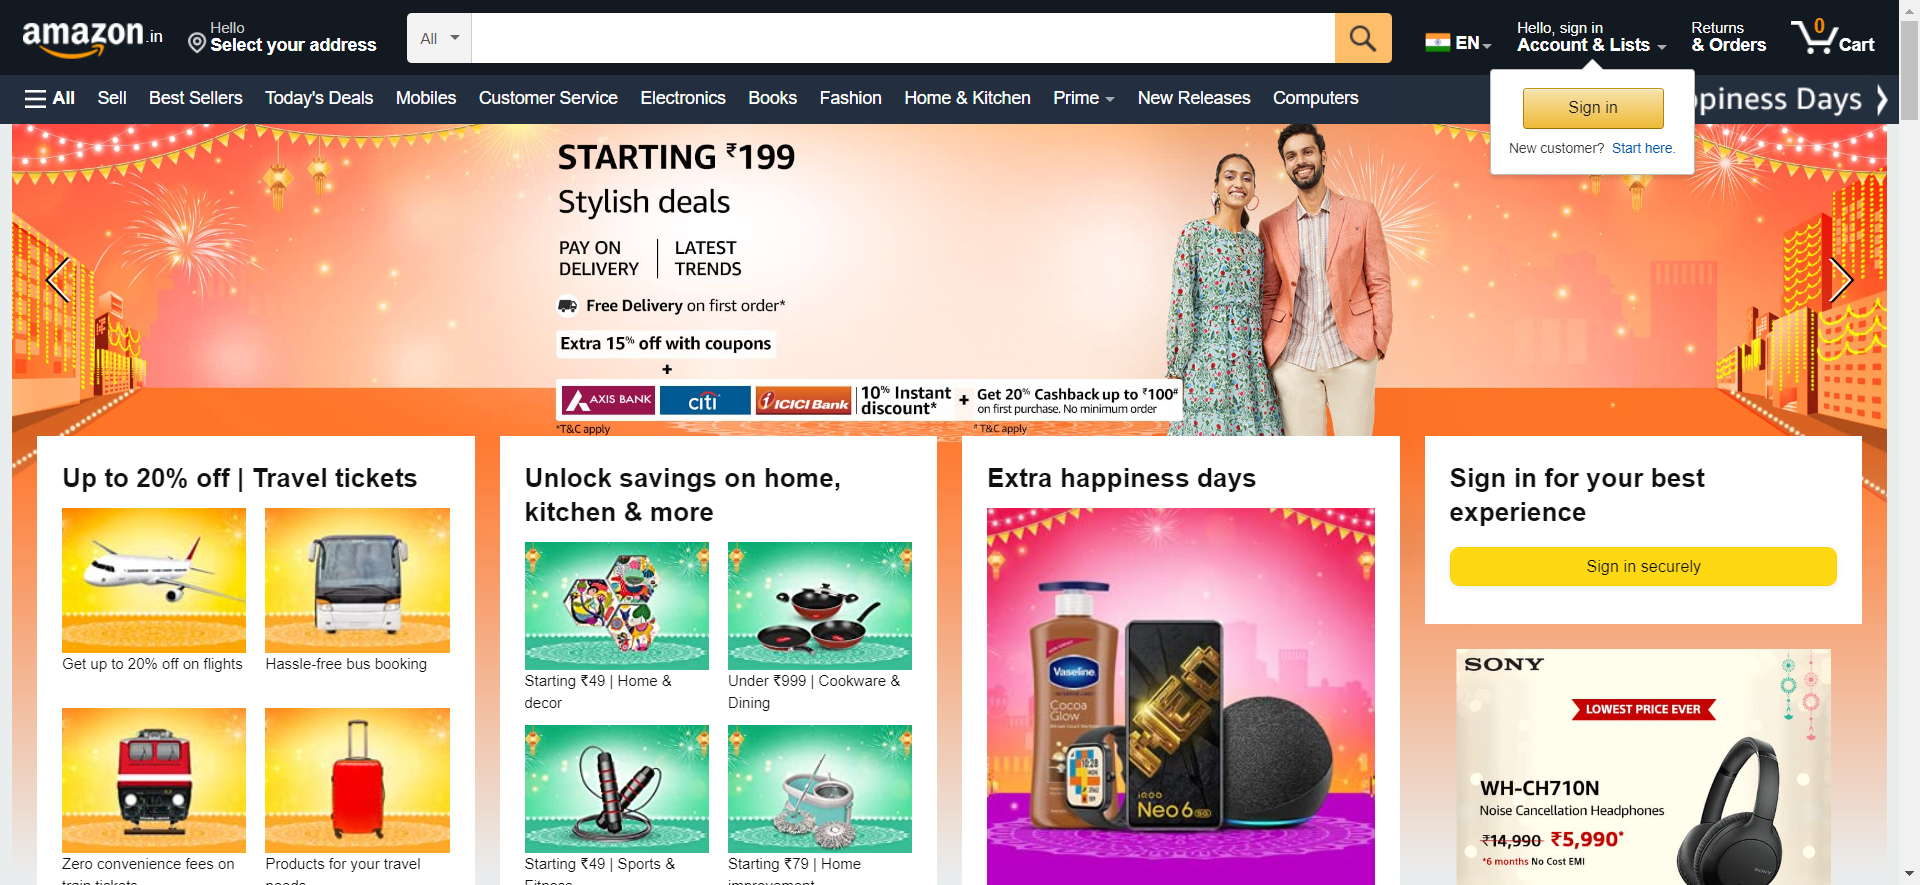 amazon.in
Hello
Select your address
All
Hello, sign in
EN
Account & Lists
Returns
& Orders
0
Cart
All
Sell
Best Sellers
Today's Deals
Mobiles
Customer Service
Electronics
Books
Fashion
Home & Kitchen
Prime
New Releases
Computers
piness Days
Sign in
New customer? Start here.
STARTING ₹199
Stylish deals
PAY ON
DELIVERY
LATEST
TRENDS
Free Delivery on first order*
Extra 15% off with coupons
+
AXIS BANK
citi
ICICI Bank
10% Instant
discount*
+
Get 20% Cashback up to ₹100#
on first purchase. No minimum order
*T&C apply
# T&C apply
Up to 20% off | Travel tickets
Get up to 20% off on flights
Hassle-free bus booking
Zero convenience fees on
train tickets
Products for your travel
needs
Unlock savings on home,
kitchen & more
Starting ₹49 | Home &
decor
Under ₹999 | Cookware &
Dining
Starting ₹49 | Sports &
Fitness
Starting ₹79 | Home
improvement
Extra happiness days
Vaseline
Cocoa
Glow
10:28
iQOO
Neo 6 5G
Sign in for your best
experience
Sign in securely
SONY
LOWEST PRICE EVER
WH-CH710N
Noise Cancellation Headphones
₹14,990 ₹5,990*
*6 months No Cost EMI
SONY